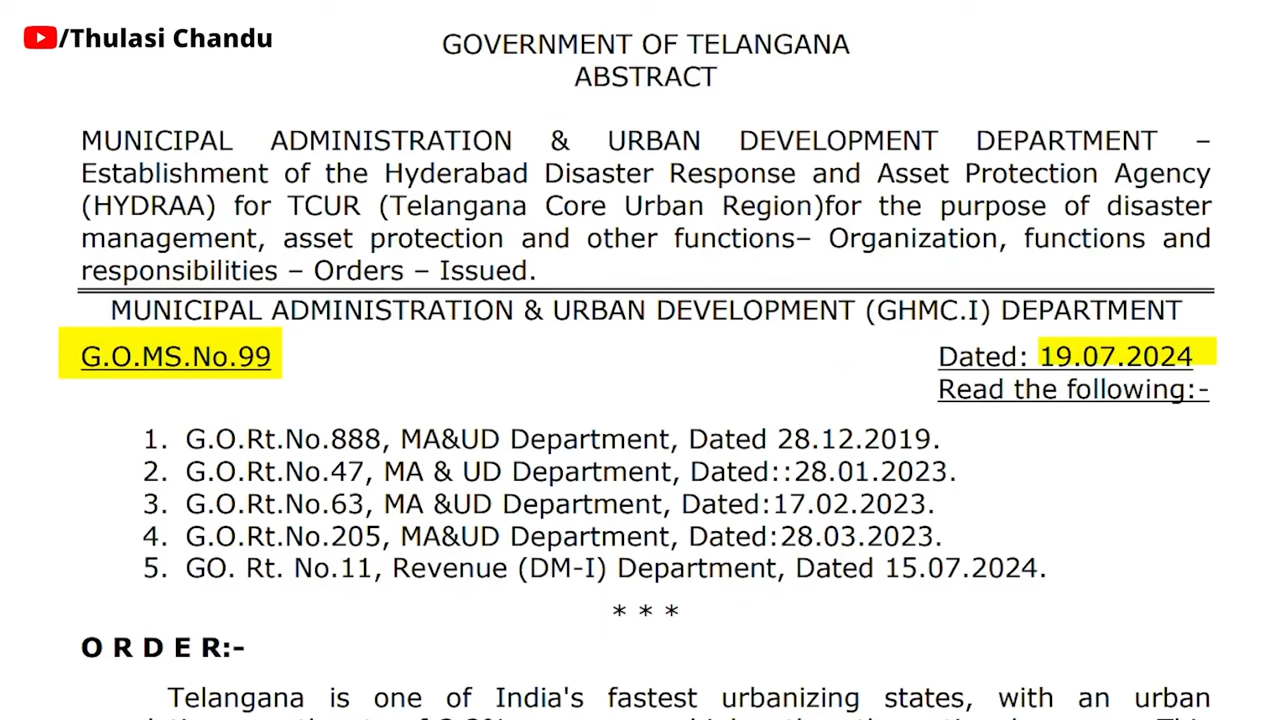 /Thulasi Chandu
GOVERNMENT OF TELANGANA
ABSTRACT
MUNICIPAL ADMINISTRATION & URBAN DEVELOPMENT DEPARTMENT –
Establishment of the Hyderabad Disaster Response and Asset Protection Agency
(HYDRAA) for TCUR (Telangana Core Urban Region)for the purpose of disaster
management, asset protection and other functions– Organization, functions and
responsibilities – Orders – Issued.
MUNICIPAL ADMINISTRATION & URBAN DEVELOPMENT (GHMC.I) DEPARTMENT
G.O.MS.No.99 Dated: 19.07.2024
Read the following:-
1. G.O.Rt.No.888, MA&UD Department, Dated 28.12.2019.
2. G.O.Rt.No.47, MA & UD Department, Dated::28.01.2023.
3. G.O.Rt.No.63, MA &UD Department, Dated:17.02.2023.
4. G.O.Rt.No.205, MA&UD Department, Dated:28.03.2023.
5. GO. Rt. No.11, Revenue (DM-I) Department, Dated 15.07.2024.
* * *
O R D E R:-
Telangana is one of India's fastest urbanizing states, with an urban